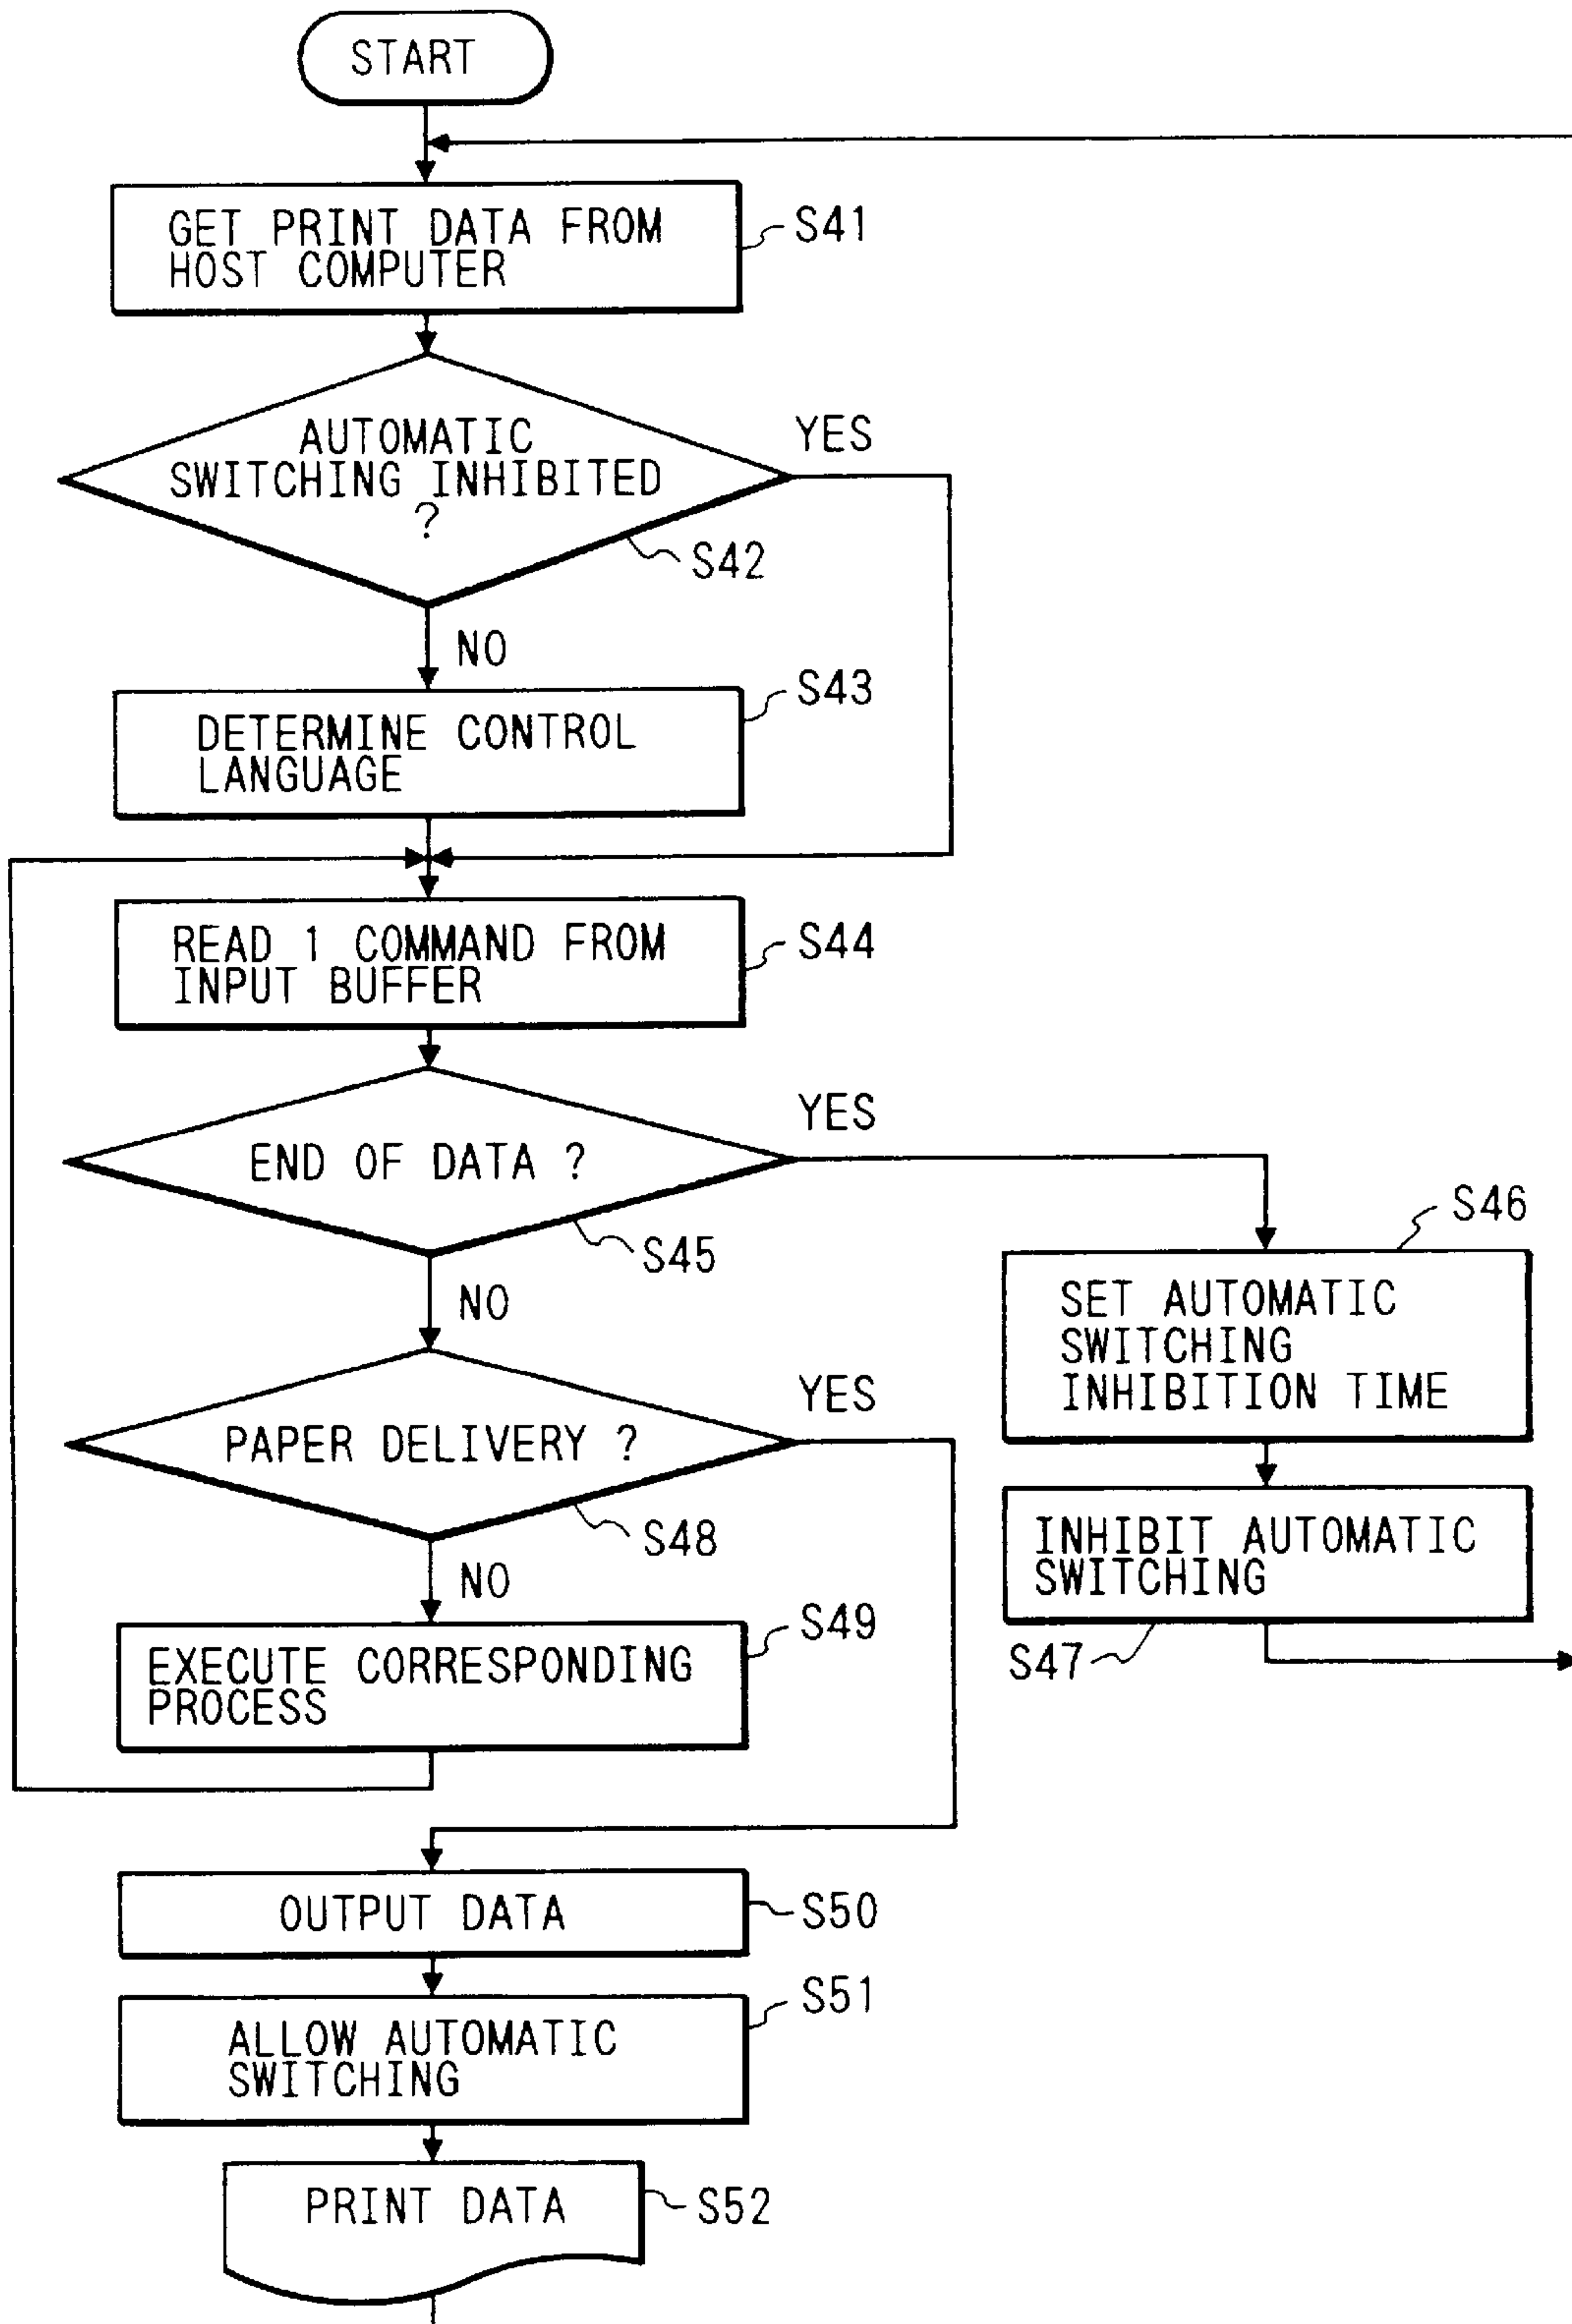 START
GET PRINT DATA FROM
HOST COMPUTER
S41
AUTOMATIC
SWITCHING INHIBITED
?
YES
S42
NO
S43
DETERMINE CONTROL
LANGUAGE
READ 1 COMMAND FROM
INPUT BUFFER
S44
YES
END OF DATA ?
S45
NO
S46
SET AUTOMATIC
SWITCHING
INHIBITION TIME
YES
PAPER DELIVERY ?
S48
NO
INHIBIT AUTOMATIC
SWITCHING
S47
S49
EXECUTE CORRESPONDING
PROCESS
OUTPUT DATA
S50
S51
ALLOW AUTOMATIC
SWITCHING
PRINT DATA
S52